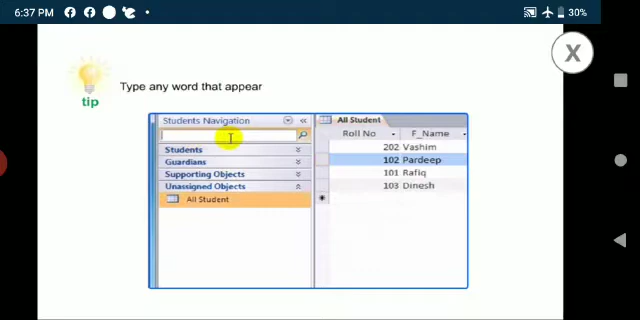 6:37 PM
30%
X
tip
Type any word that appear
Students Navigation
Students
Guardians
Supporting Objects
Unassigned Objects
All Student
All Student
Roll No F_Name
202 Vashim
102 Pardeep
101 Rafiq
103 Dinesh